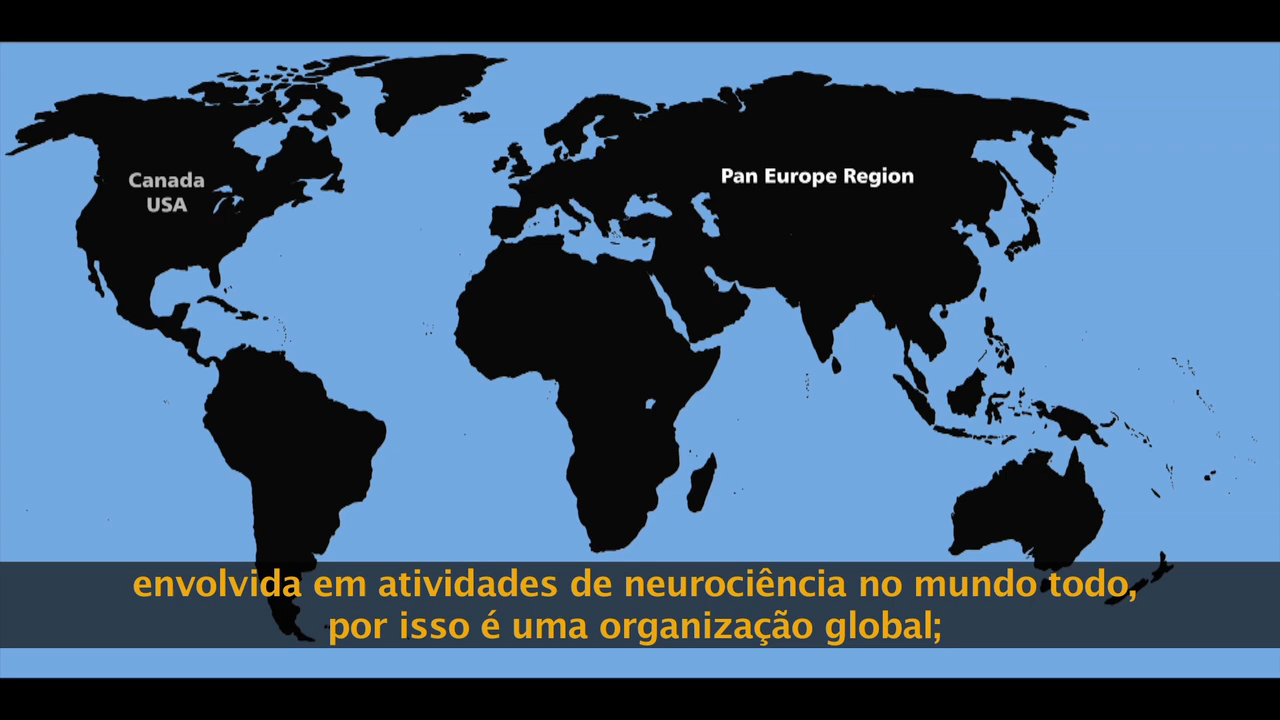 Canada
USA
Pan Europe Region
envolvida em atividades de neurociência no mundo todo,
por isso é uma organização global;